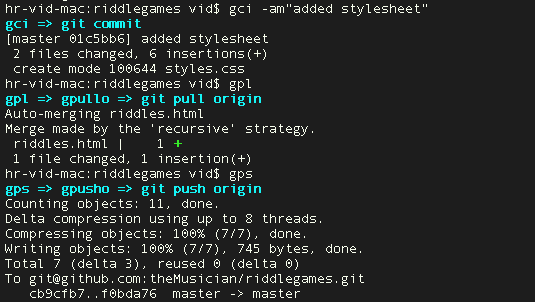 hr-vid-mac:riddlegames vid$ gci -am"added stylesheet"
gci => git commit
[master 01c5bb6] added stylesheet
 2 files changed, 6 insertions(+)
 create mode 100644 styles.css
hr-vid-mac:riddlegames vid$ gpl
gpl => gpullo => git pull origin
Auto-merging riddles.html
Merge made by the 'recursive' strategy.
 riddles.html |    1 +
 1 file changed, 1 insertion(+)
hr-vid-mac:riddlegames vid$ gps
gps => gpusho => git push origin
Counting objects: 11, done.
Delta compression using up to 8 threads.
Compressing objects: 100% (7/7), done.
Writing objects: 100% (7/7), 745 bytes, done.
Total 7 (delta 3), reused 0 (delta 0)
To git@github.com:theMusician/riddlegames.git
   cb9cfb7..f0bda76  master -> master